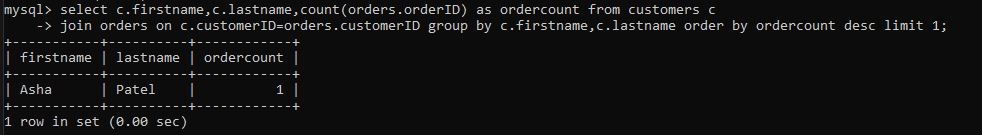 mysql> select c.firstname,c.lastname,count(orders.orderID) as ordercount from customers c
    -> join orders on c.customerID=orders.customerID group by c.firstname,c.lastname order by ordercount desc limit 1;
+-----------+----------+------------+
| firstname | lastname | ordercount |
+-----------+----------+------------+
| Asha      | Patel    |          1 |
+-----------+----------+------------+
1 row in set (0.00 sec)